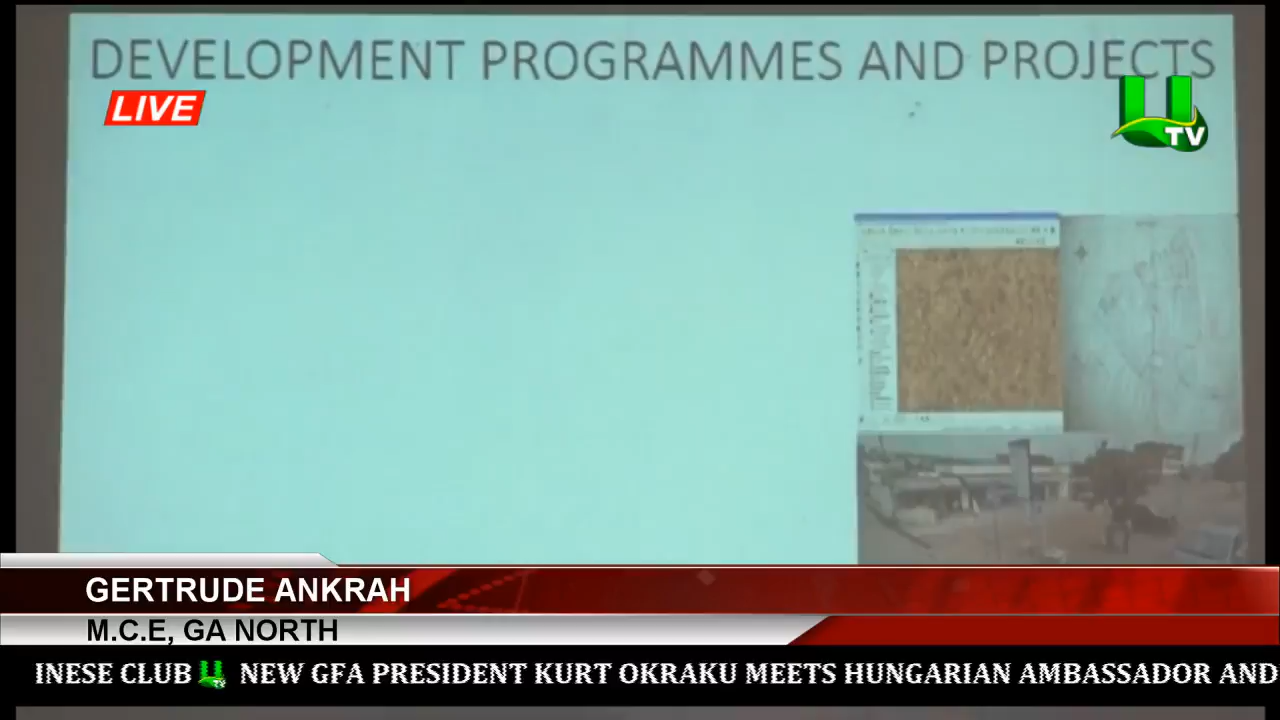 DEVELOPMENT PROGRAMMES AND PROJECTS
LIVE
U
TV
GERTRUDE ANKRAH
M.C.E, GA NORTH
INESE CLUB U TV NEW GFA PRESIDENT KURT OKRAKU MEETS HUNGARIAN AMBASSADOR AND